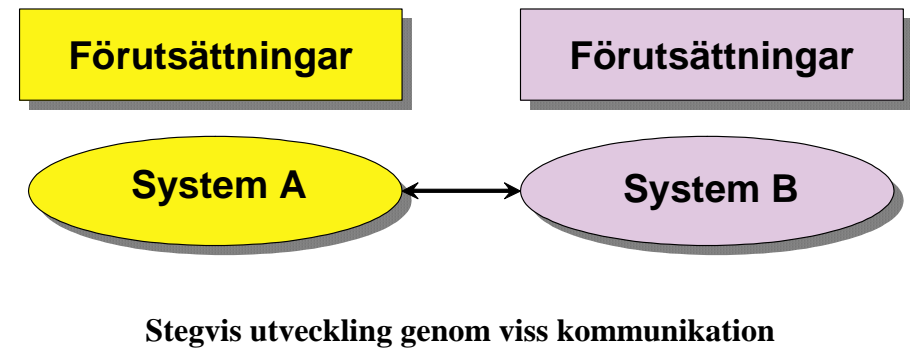 Förutsättningar Förutsättningar
System A System B
Stegvis utveckling genom viss kommunikation